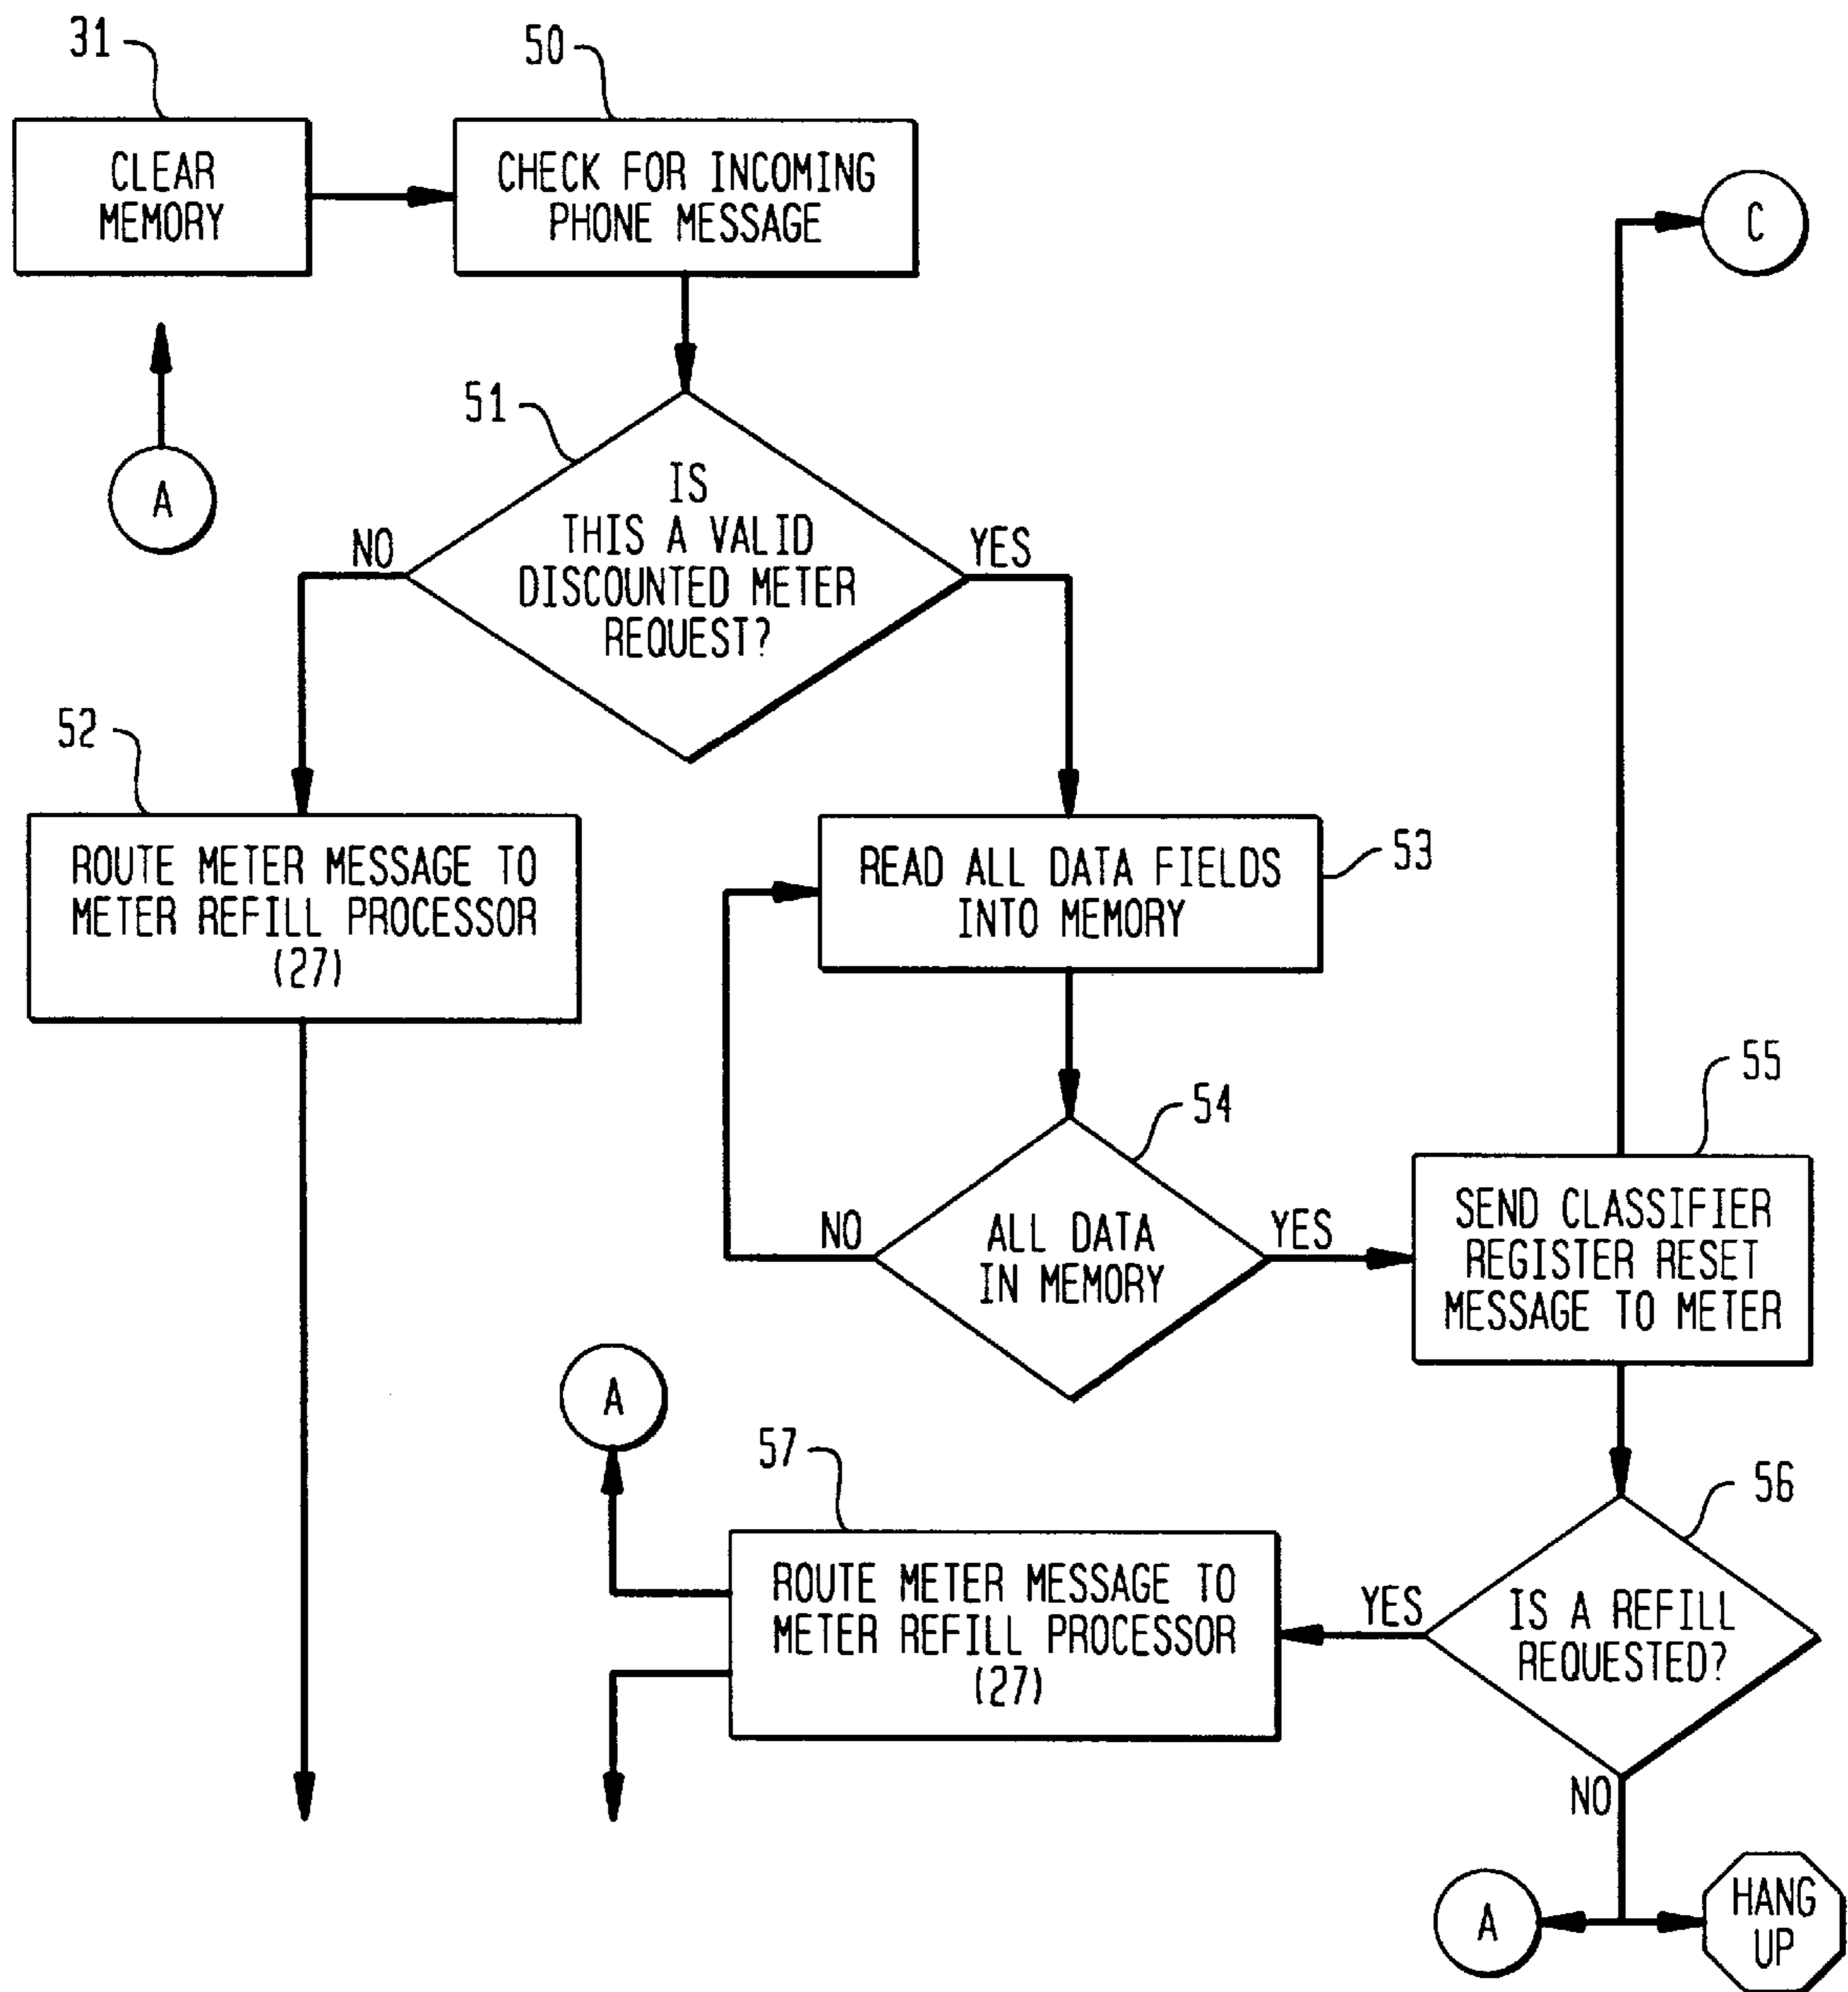 31
CLEAR
MEMORY
50
CHECK FOR INCOMING
PHONE MESSAGE
C
A
51
IS
THIS A VALID
DISCOUNTED METER
REQUEST?
NO
YES
52
ROUTE METER MESSAGE TO
METER REFILL PROCESSOR
(27)
53
READ ALL DATA FIELDS
INTO MEMORY
54
ALL DATA
IN MEMORY
NO
YES
55
SEND CLASSIFIER
REGISTER RESET
MESSAGE TO METER
A
57
ROUTE METER MESSAGE TO
METER REFILL PROCESSOR
(27)
56
IS A REFILL
REQUESTED?
YES
NO
A
HANG
UP